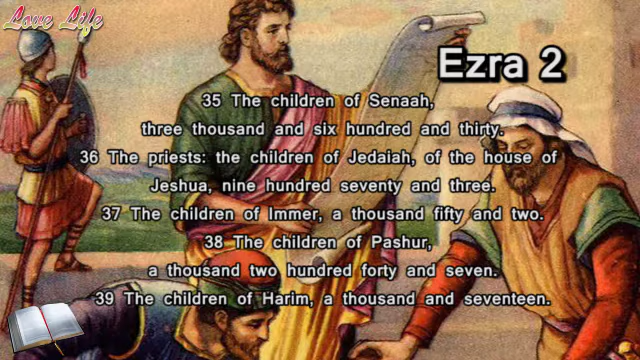 Love Life
Ezra 2
35 The children of Senaah,
three thousand and six hundred and thirty.
36 The priests: the children of Jedaiah, of the house of
Jeshua, nine hundred seventy and three.
37 The children of Immer, a thousand fifty and two.
38 The children of Pashur,
a thousand two hundred forty and seven.
39 The children of Harim, a thousand and seventeen.